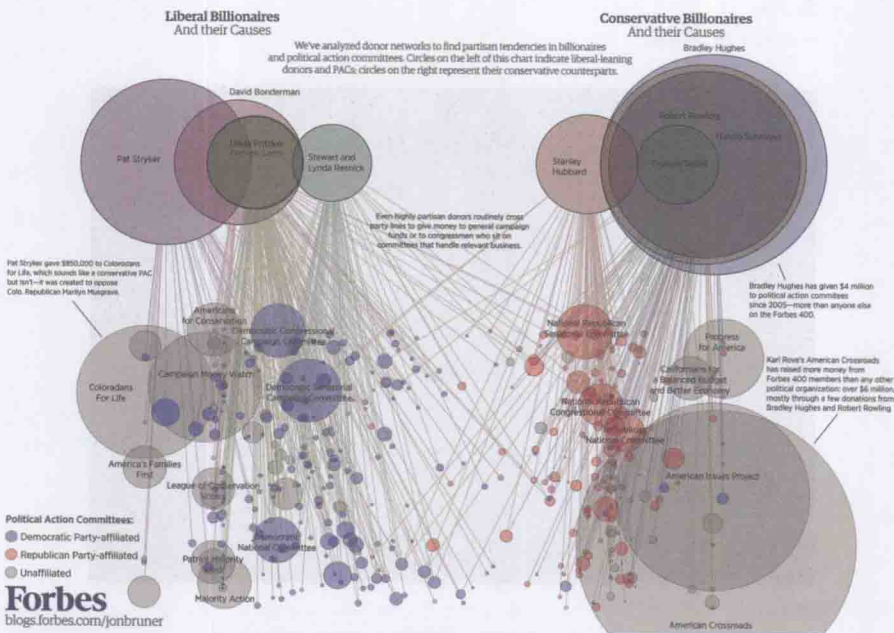 Liberal Billionaires
And their Causes
Conservative Billionaires
And their Causes
We've analyzed donor networks to find partisan tendencies in billionaires
and political action committees. Circles on the left of this chart indicate liberal-leaning
donors and PACs; circles on the right represent their conservative counterparts.
Bradley Hughes
David Bonderman
Robert Rowling
Harold Simmons
Pat Stryker
Linda Pritzker
Stewart and
Lynda Resnick
Stanley
Hubbard
Even highly partisan donors routinely cross
party lines to give money to general campaign
funds or to congressmen who sit on
committees that handle relevant business.
Pat Stryker gave $850,000 to Coloradans
for Life, which sounds like a conservative PAC
but isn't—it was created to oppose
Colo. Republican Marilyn Musgrave.
Bradley Hughes has given $4 million
to political action commitees
since 2005—more than anyone else
on the Forbes 400.
Americans
for Conservation
Democratic Congressional
Campaign Committee
National Republican
Senatorial Committee
Progress
for America
Karl Rove's American Crossroads
has raised more money from
Forbes 400 members than any other
political organization: over $6 million,
mostly through a few donations from
Bradley Hughes and Robert Rowling
Coloradans
For Life
Campaign Money Watch
Democratic Senatorial
Campaign Committee
Californians for
a Balanced Budget
and Better Economy
National Republican
Congressional Committee
Republican
National Committee
America's Families
First
League of Conservation
Voters
American Issues Project
Political Action Committees:
Democratic Party-affiliated
Republican Party-affiliated
Unaffiliated
Democratic
National Committee
Patriot Majority
Majority Action
American Crossroads
Forbes
blogs.forbes.com/jonbruner